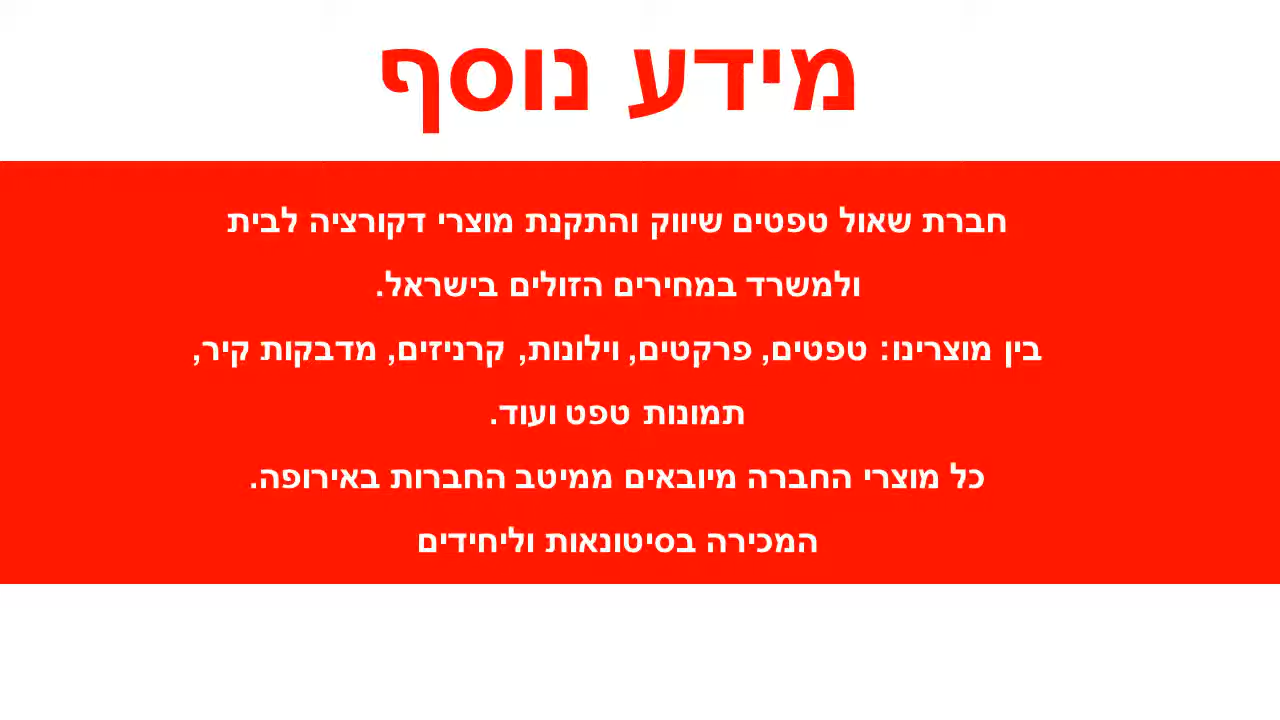 מידע נוסף
חברת שאול טפטים שיווק והתקנת מוצרי דקורציה לבית
ולמשרד במחירים הזולים בישראל.
בין מוצרינו: טפטים, פרקטים, וילונות, קרניזים, מדבקות קיר,
תמונות טפט ועוד.
כל מוצרי החברה מיובאים ממיטב החברות באירופה.
המכירה בסיטונאות וליחידים